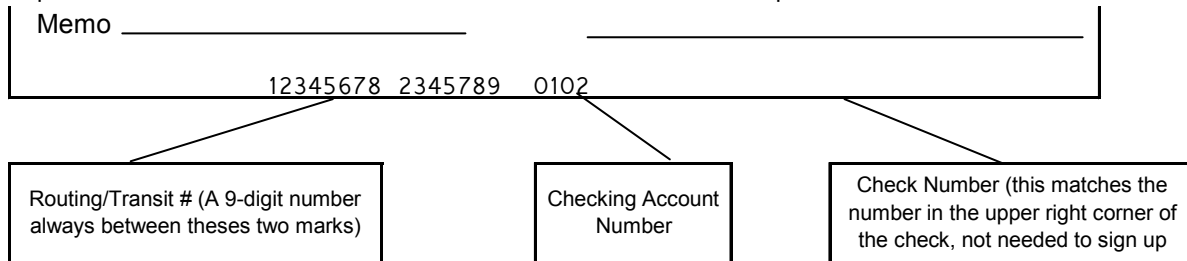 Memo
12345678 2345789 0102
Routing/Transit # (A 9-digit number
always between theses two marks)
Checking Account
Number
Check Number (this matches the
number in the upper right corner of
the check, not needed to sign up